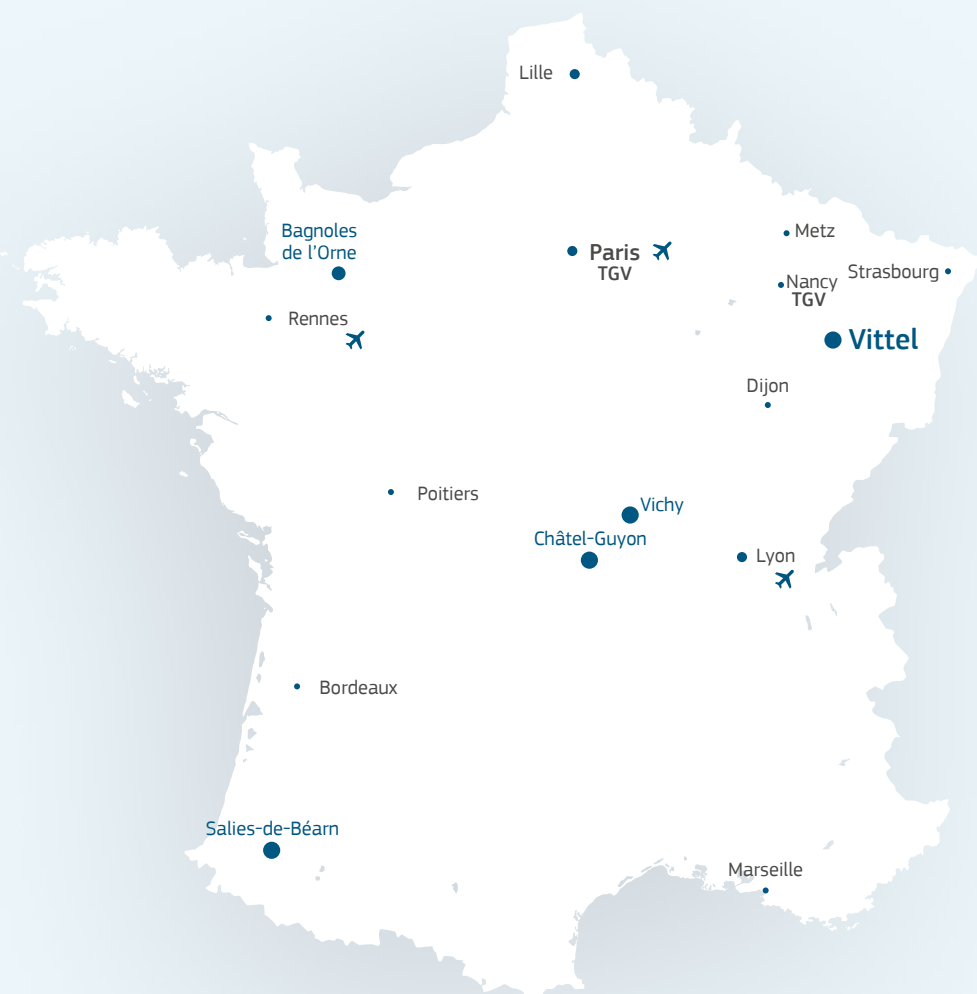 Lille
Bagnoles
de l'Orne
Metz
Paris
TGV
Strasbourg
Nancy
TGV
Rennes
Vittel
Dijon
Poitiers
Vichy
Châtel-Guyon
Lyon
Bordeaux
Salies-de-Béarn
Marseille